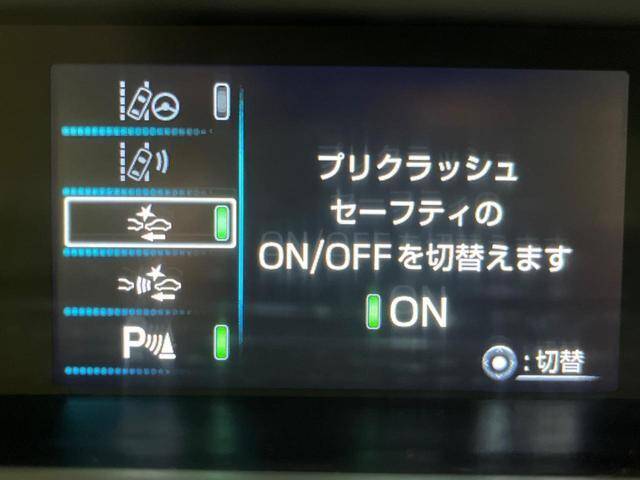 プリクラッシュ
セーフティの
ON/OFFを切替えます
ON
P
:切替